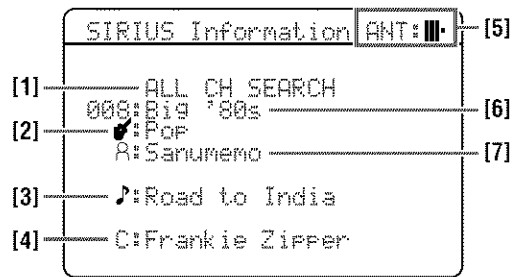 SIRIUS Information ANT: [5]
[1] ALL CH SEARCH
008:Big '80s [6]
[2] :Pop
:Sanumemo [7]
[3] ♪:Road to India
[4] C:Frankie Zipper